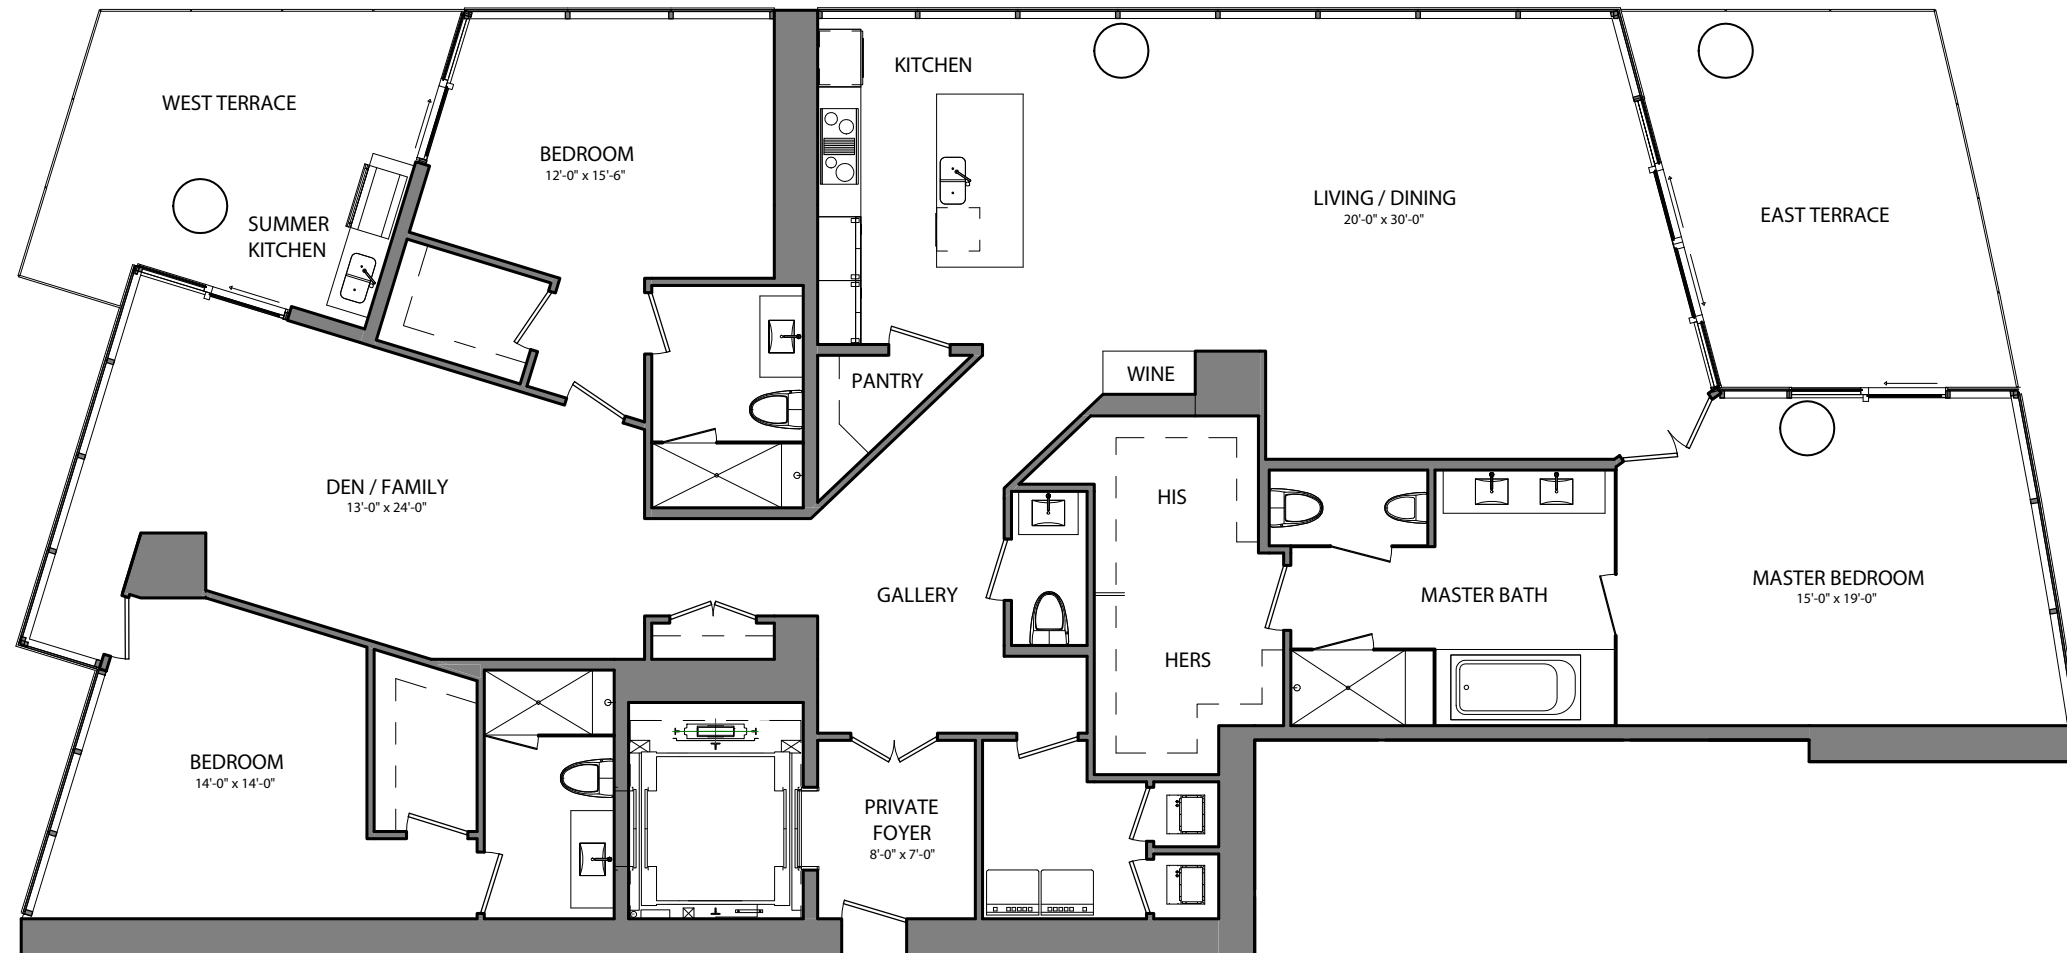 KITCHEN
WEST TERRACE
BEDROOM
12'-0" x 15'-6"
LIVING / DINING
20'-0" x 30'-0"
EAST TERRACE
SUMMER
KITCHEN
PANTRY
WINE
DEN / FAMILY
13'-0" x 24'-0"
HIS
GALLERY
MASTER BATH
MASTER BEDROOM
15'-0" x 19'-0"
HERS
BEDROOM
14'-0" x 14'-0"
PRIVATE
FOYER
8'-0" x 7'-0"